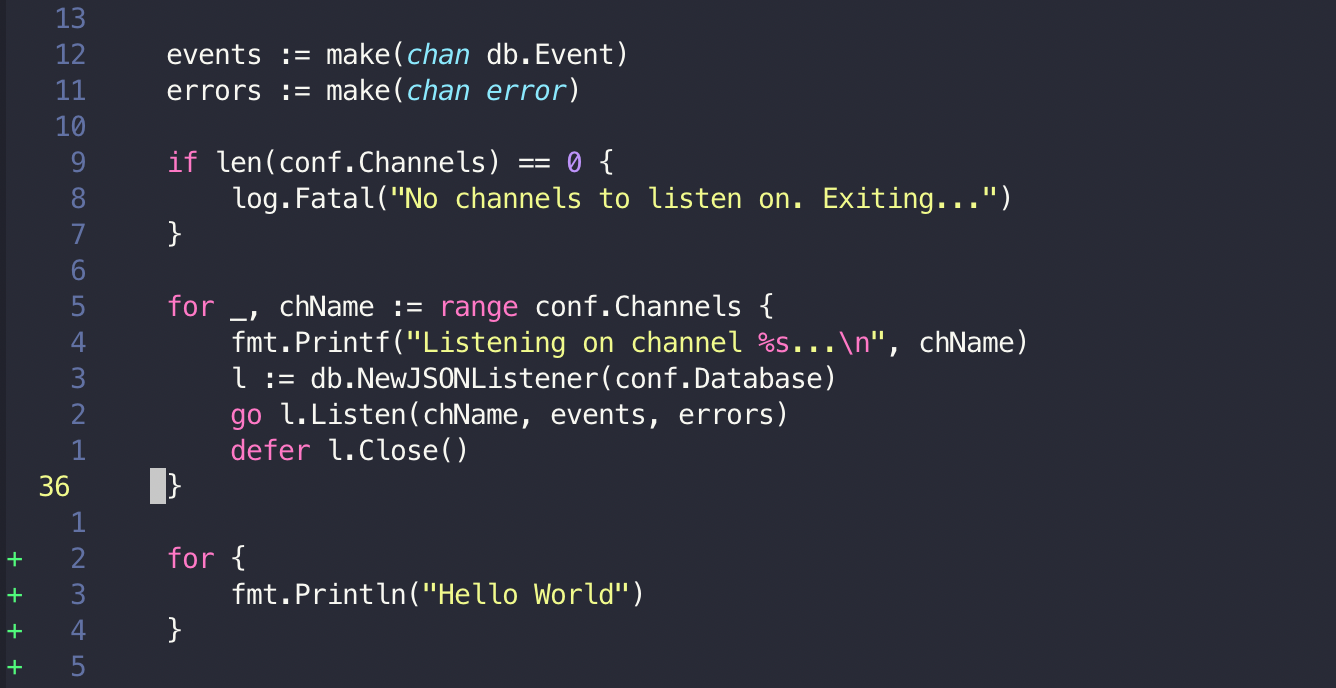 13
12 events := make(chan db.Event)
11 errors := make(chan error)
10
9 if len(conf.Channels) == 0 {
8 log.Fatal("No channels to listen on. Exiting...")
7 }
6
5 for _, chName := range conf.Channels {
4 fmt.Printf("Listening on channel %s...\n", chName)
3 l := db.NewJSONListener(conf.Database)
2 go l.Listen(chName, events, errors)
1 defer l.Close()
36 }
1
+ 2 for {
+ 3 fmt.Println("Hello World")
+ 4 }
+ 5